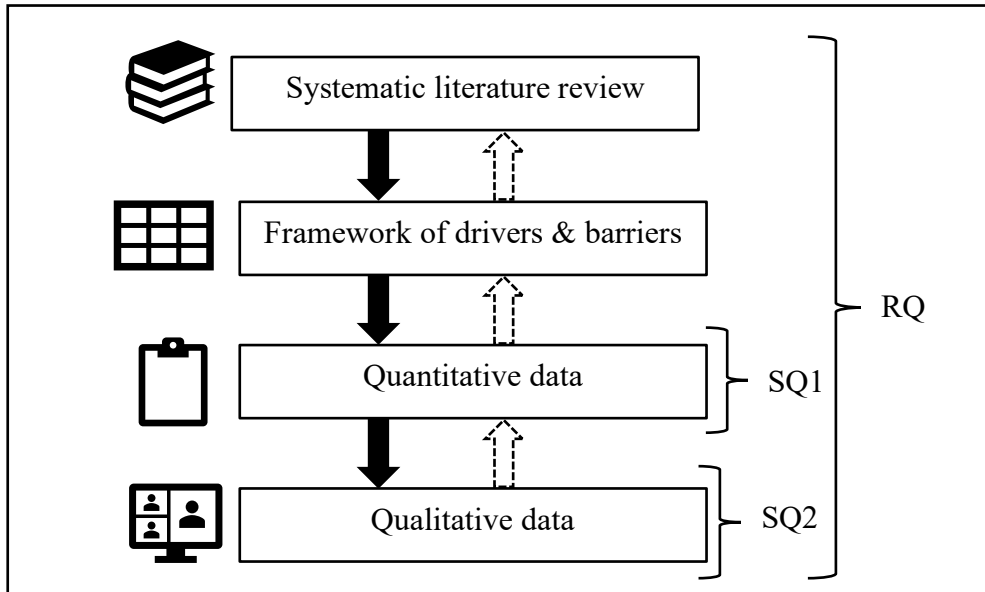 Systematic literature review
Framework of drivers & barriers
RQ
Quantitative data
SQ1
Qualitative data
SQ2